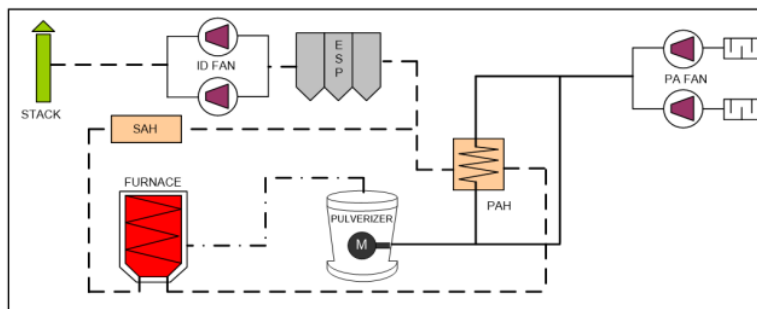 ID FAN
E
S
P
PA FAN
STACK
SAH
FURNACE
PULVERIZER
PAH
M